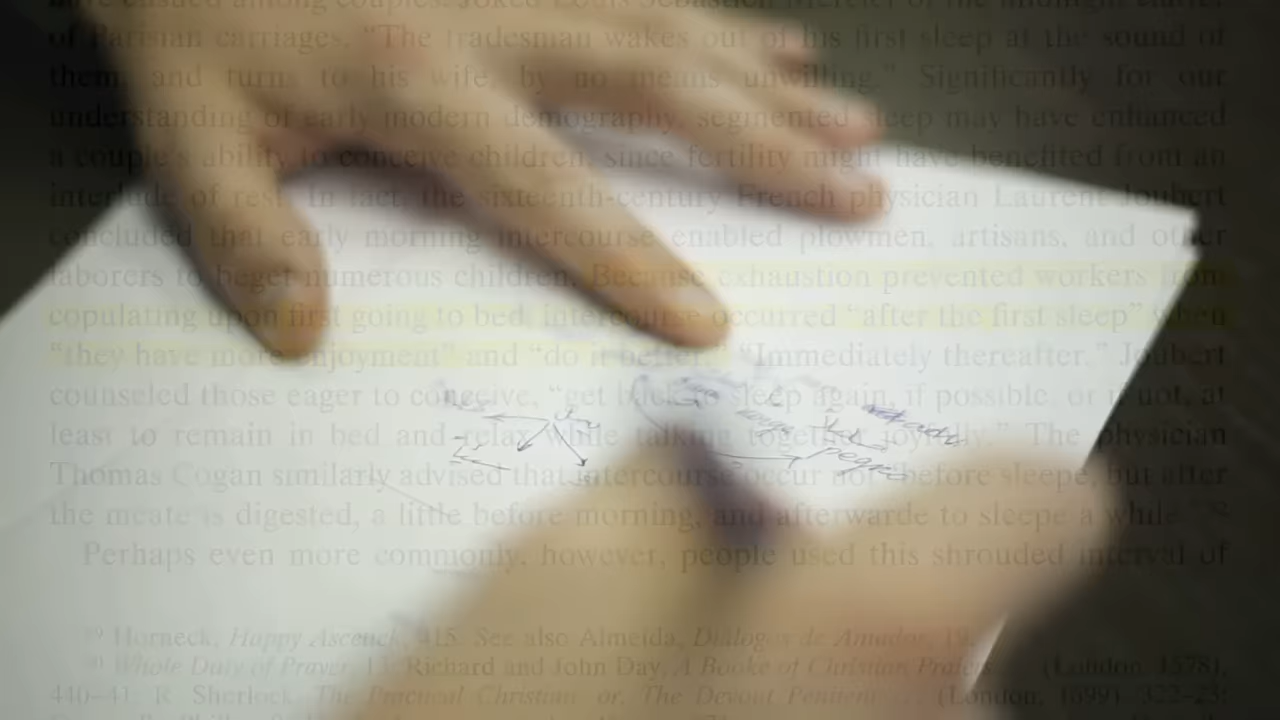 of Parisian carriages, "The tradesman wakes out of his first sleep at the sound of
them, and turns to his wife, by no means unwilling." Significantly for our
understanding of early modern demography, segmented sleep may have enhanced
a couple's ability to conceive children, since fertility might have benefited from an
interlude of rest. In fact, the sixteenth-century French physician Laurent Joubert
concluded that early morning intercourse enabled plowmen, artisans, and other
laborers to beget numerous children. Because exhaustion prevented workers from
copulating upon first going to bed, intercourse occurred "after the first sleep" when
"they have more enjoyment" and "do it better." "Immediately thereafter," Joubert
counseled those eager to conceive, "get back to sleep again, if possible, or if not, at
least to remain in bed and relax while talking together joyfully." The physician
Thomas Cogan similarly advised that intercourse occur not "before sleepe, but after
the meate is digested, a little before morning, and afterwarde to sleepe a while."
Perhaps even more commonly, however, people used this shrouded interval of
Horneck, Happy Ascetick, 415. See also Almeida, Dialogos de Amador,
Whole Duty of Prayer, Richard and John Day, A Booke of Christian Praiers (London, 1578),
440–41; R. Sherlock, The Practical Christian or, The Devout Penitent (London, 1699) 322–23;